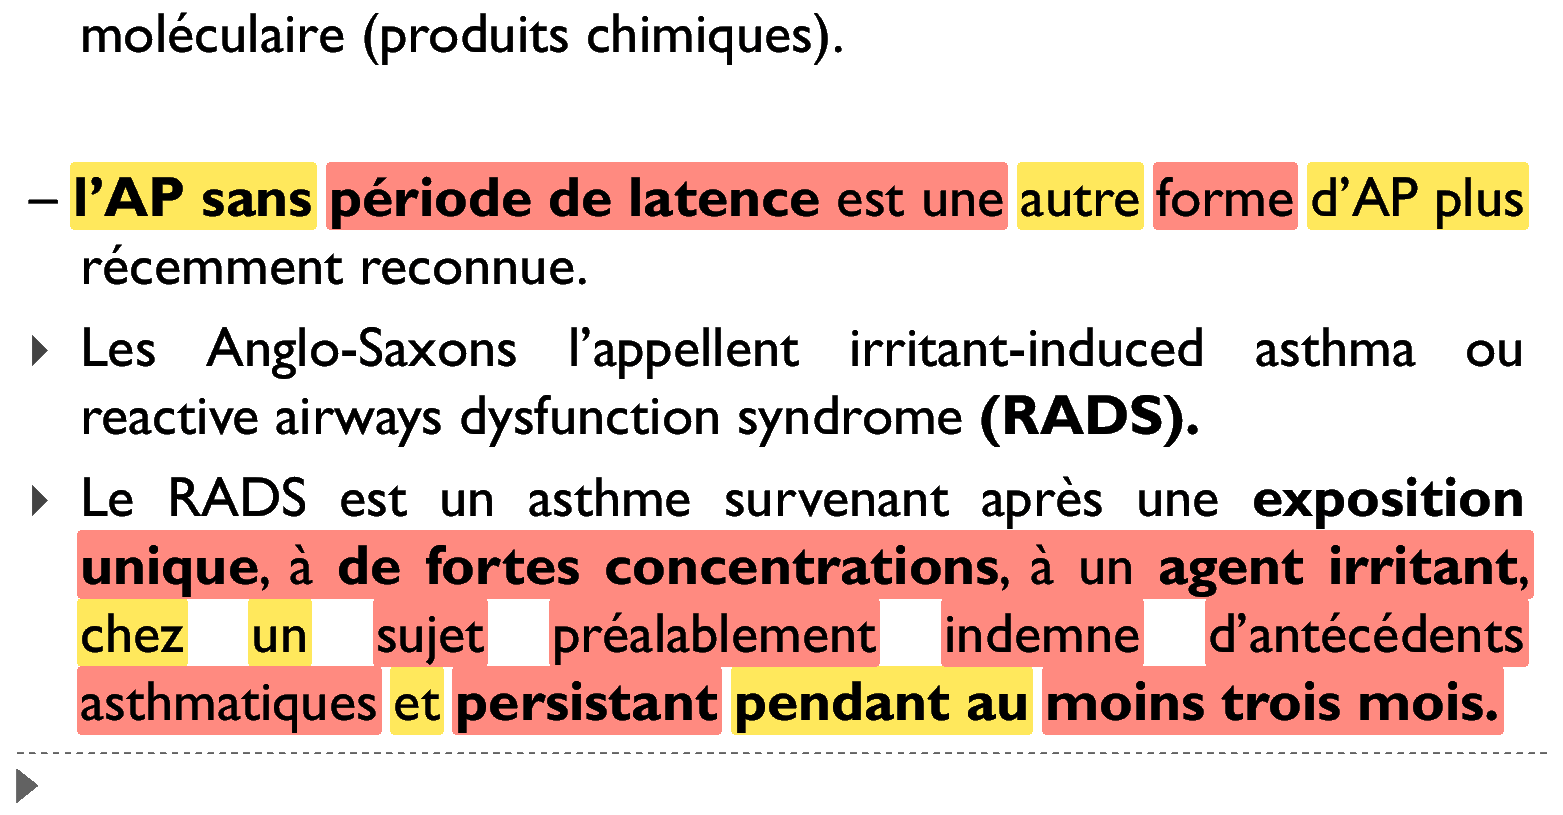 moléculaire (produits chimiques).
– l’AP sans période de latence est une autre forme d’AP plus
récemment reconnue.
Les Anglo-Saxons l’appellent irritant-induced asthma ou
reactive airways dysfunction syndrome (RADS).
Le RADS est un asthme survenant après une exposition
unique, à de fortes concentrations, à un agent irritant,
chez un sujet préalablement indemne d’antécédents
asthmatiques et persistant pendant au moins trois mois.